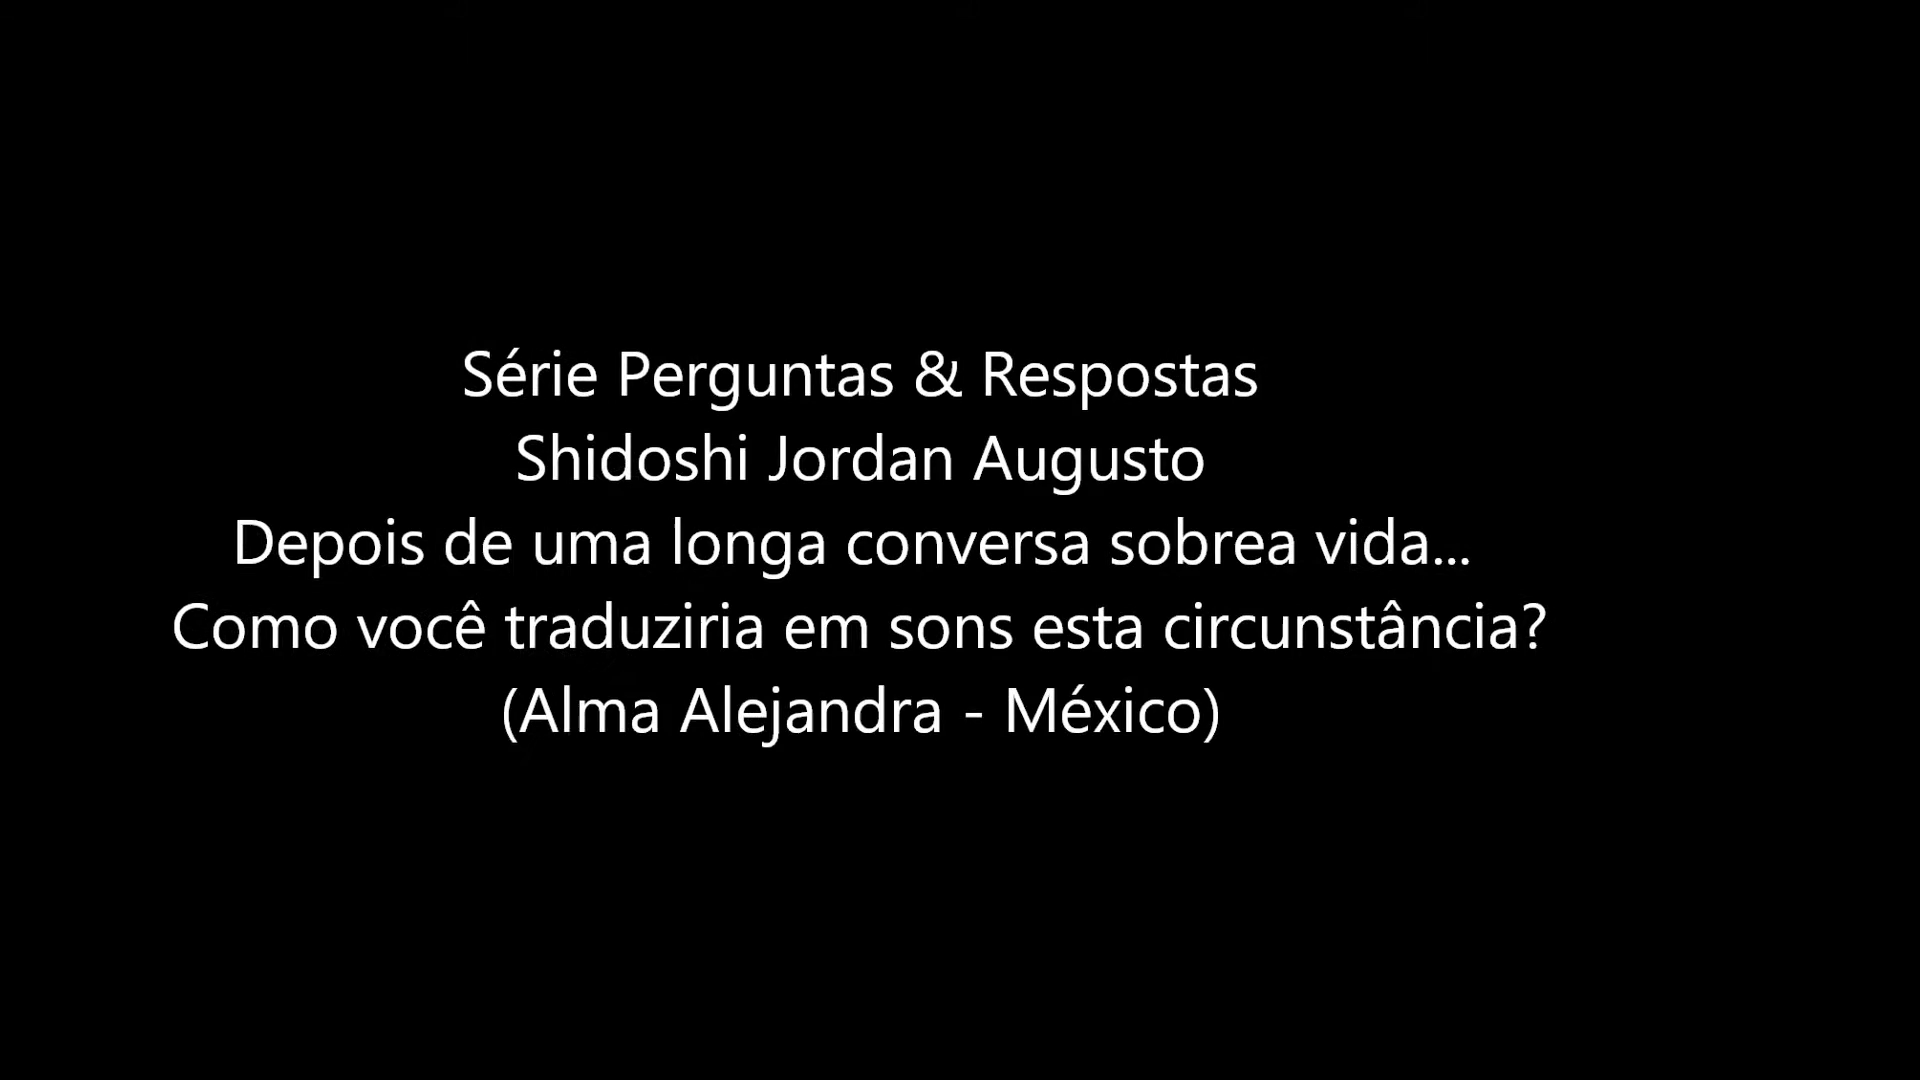 Série Perguntas & Respostas
Shidoshi Jordan Augusto
Depois de uma longa conversa sobrea vida...
Como você traduziria em sons esta circunstância?
(Alma Alejandra - México)